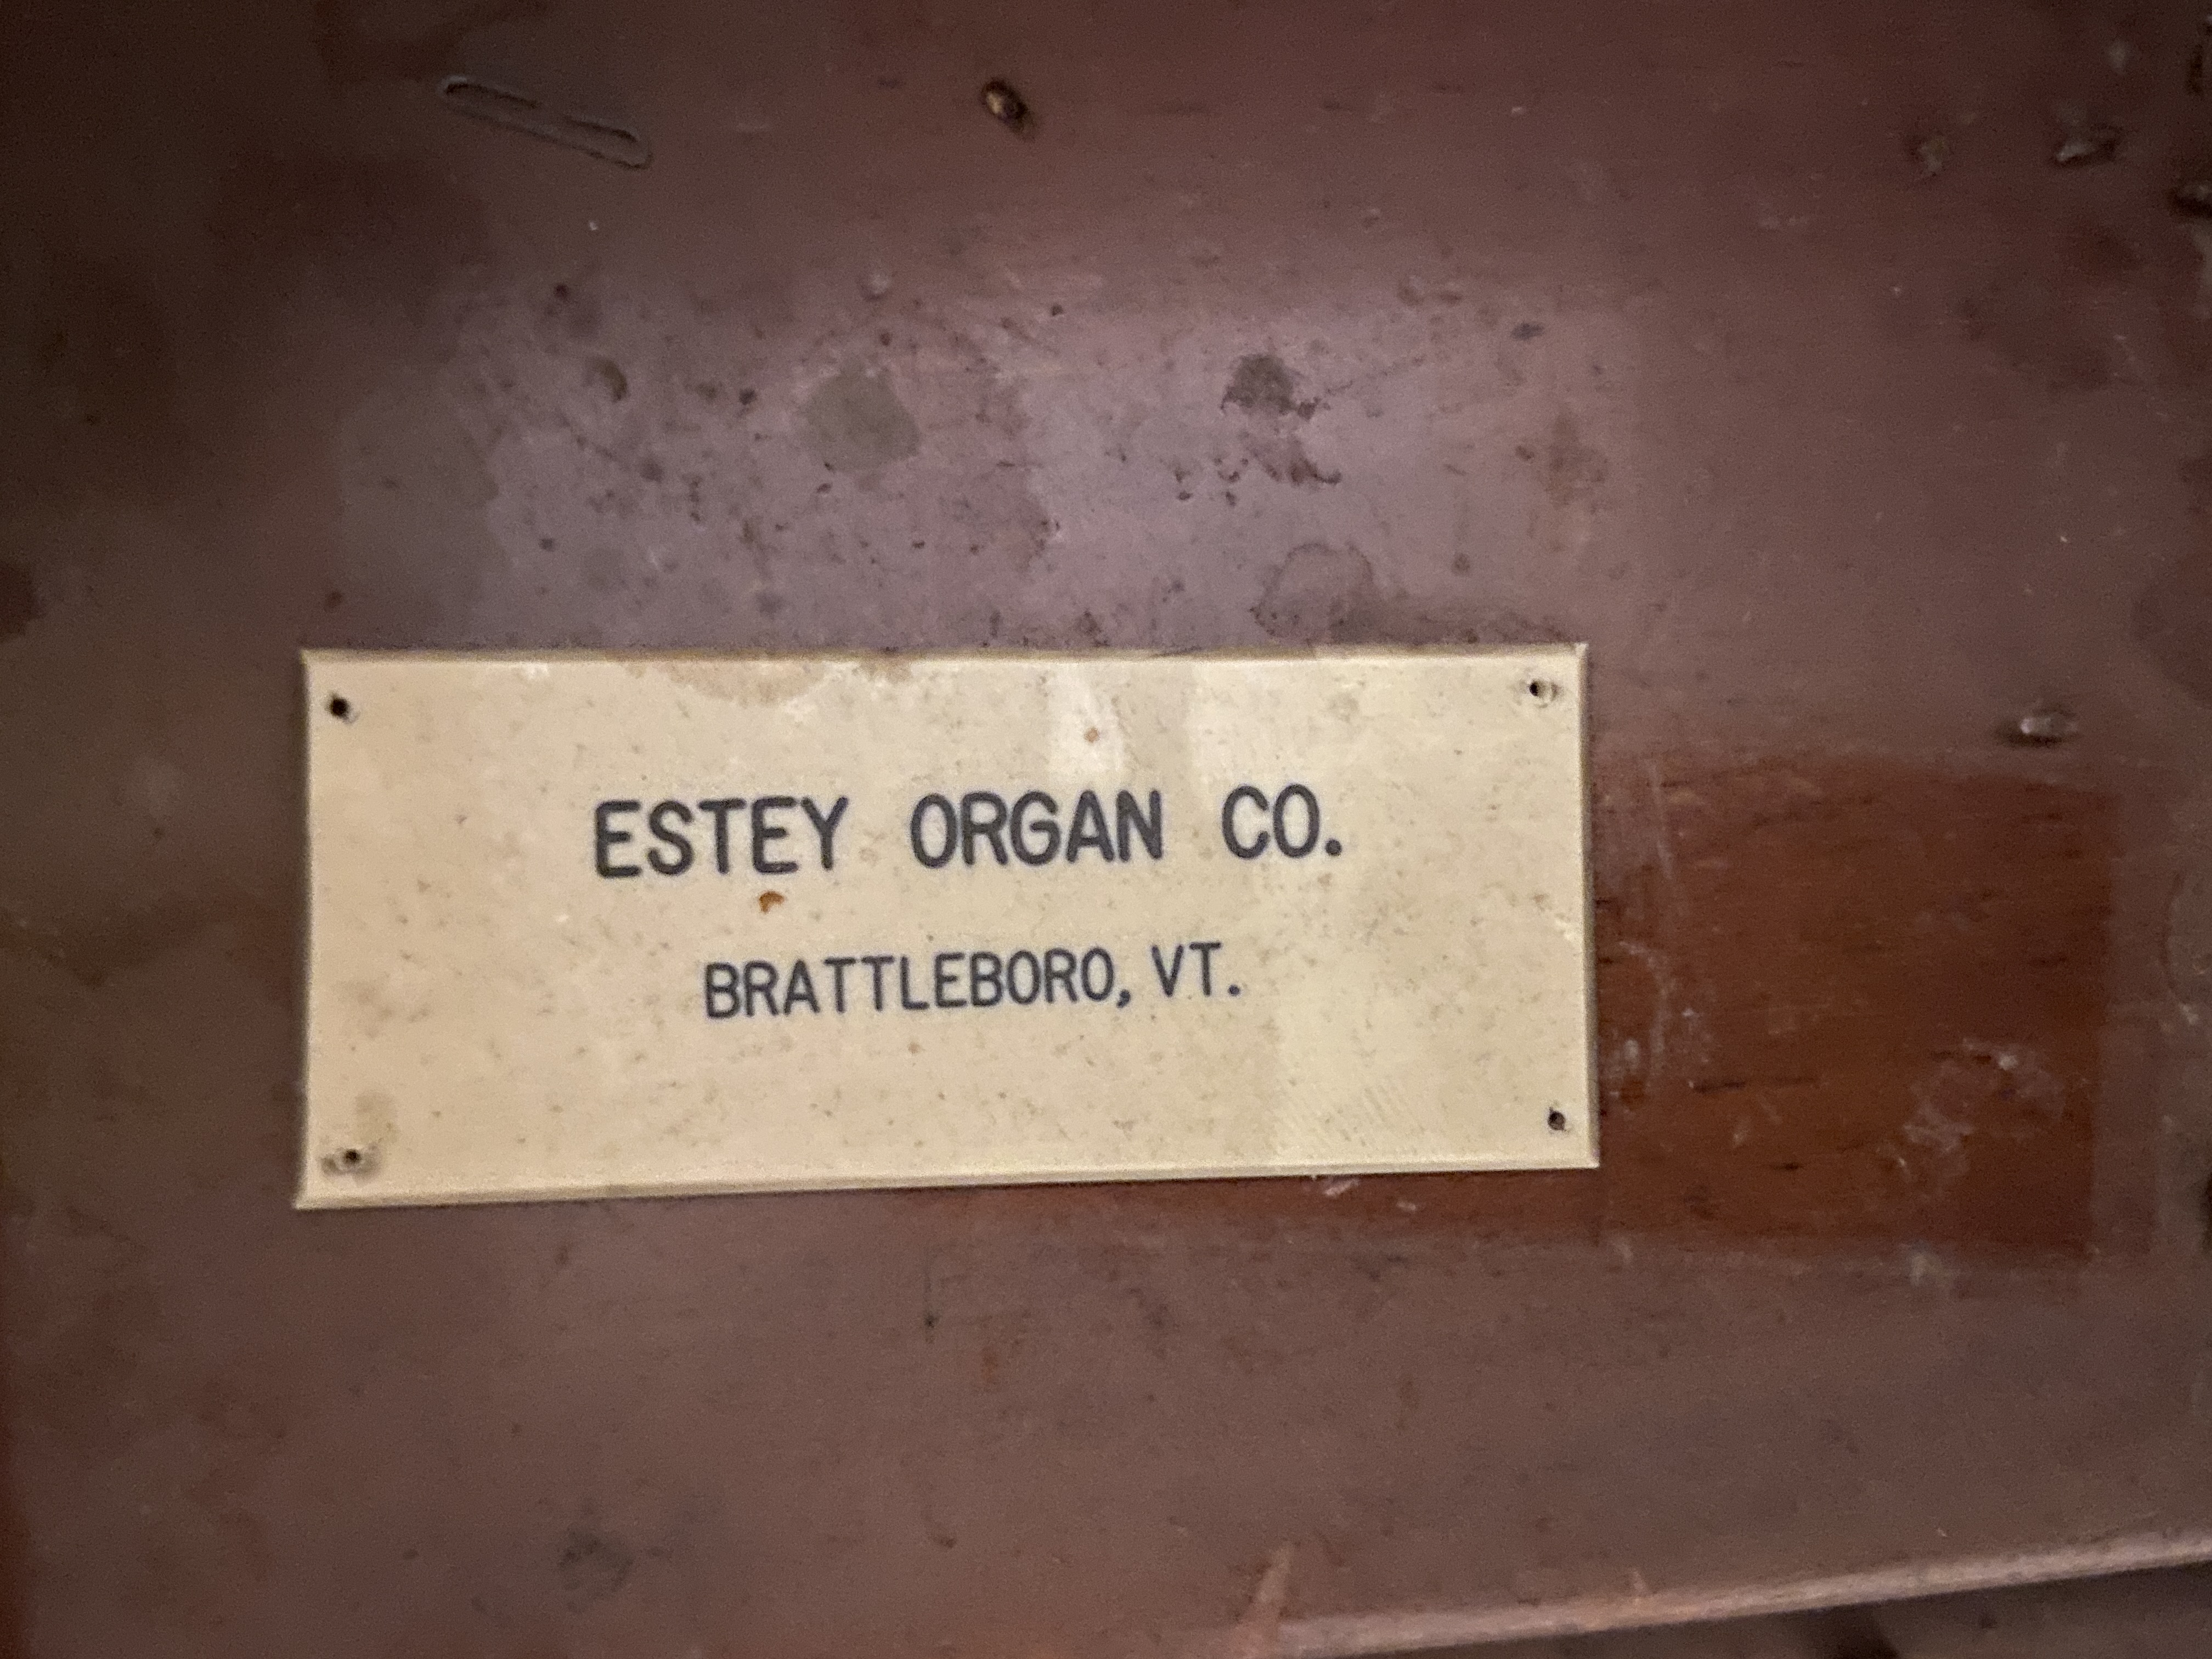 ESTEY ORGAN CO.
BRATTLEBORO, VT.